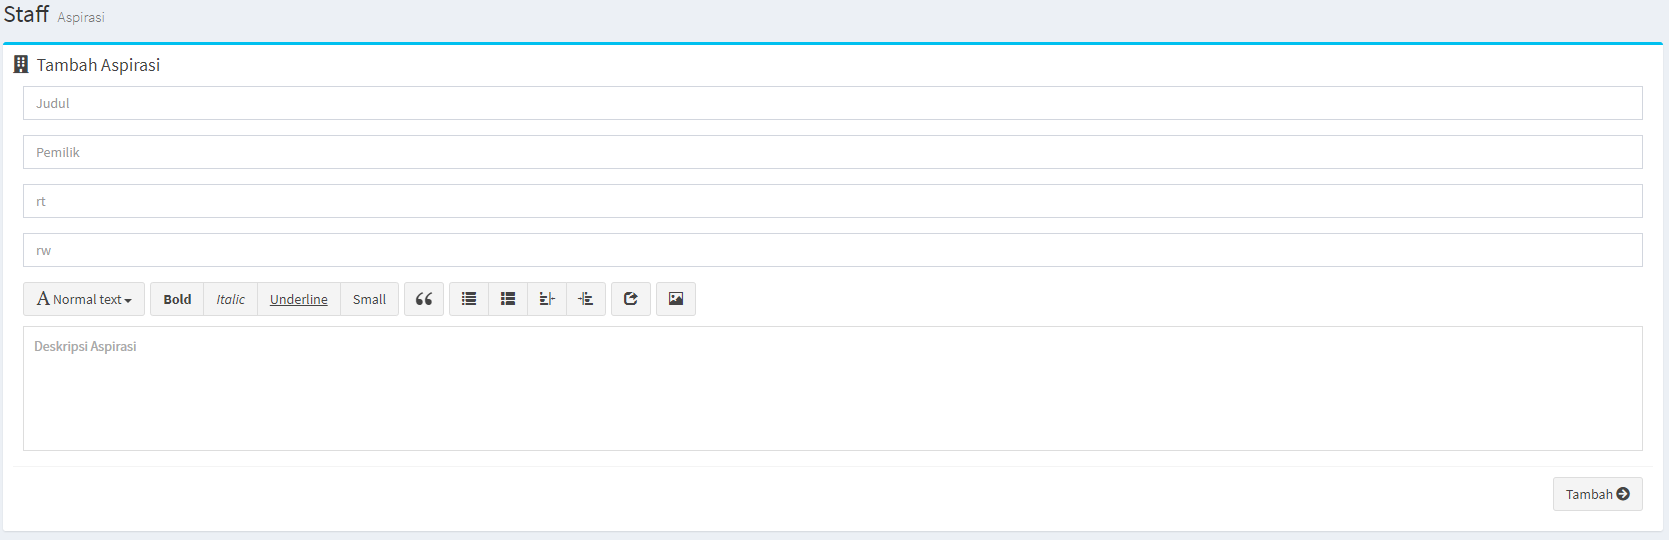 Staff Aspirasi
Tambah Aspirasi
Judul
Pemilik
rt
rw
A Normal text Bold Italic Underline Small
Deskripsi Aspirasi
Tambah